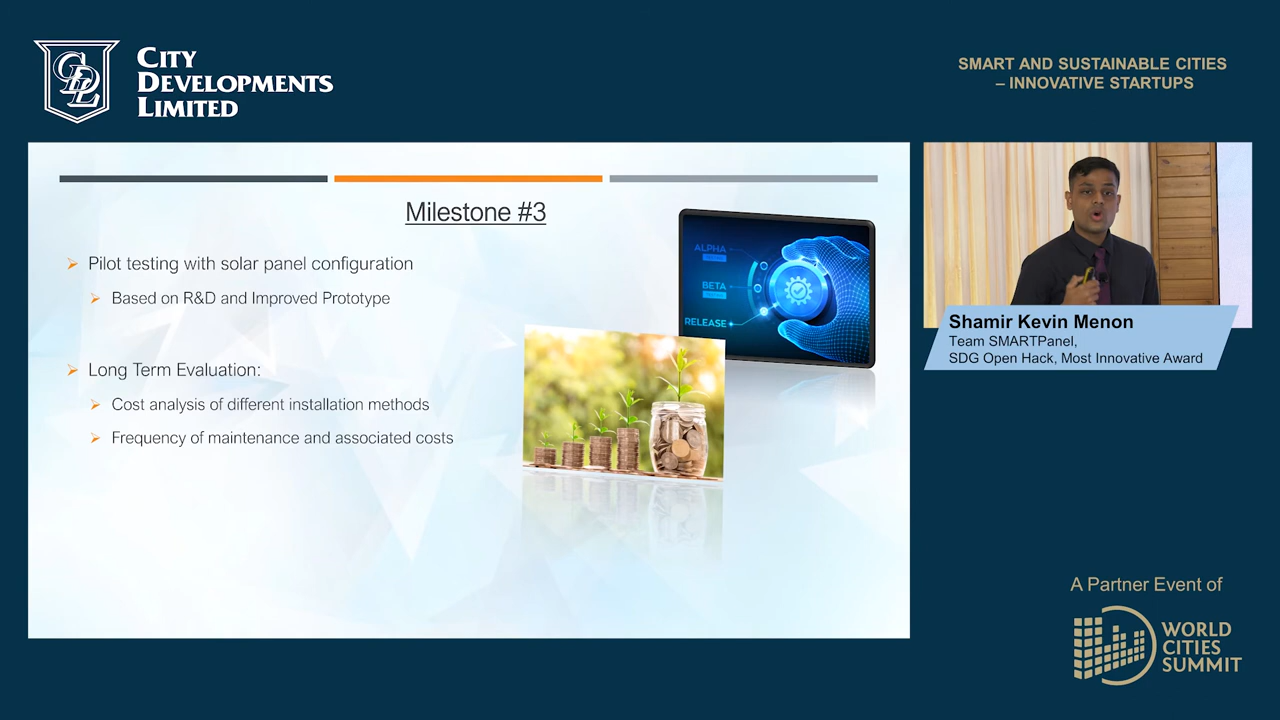 CITY
DEVELOPMENTS
LIMITED
CDL
SMART AND SUSTAINABLE CITIES
– INNOVATIVE STARTUPS
Milestone #3
Pilot testing with solar panel configuration
Based on R&D and Improved Prototype
Long Term Evaluation:
Cost analysis of different installation methods
Frequency of maintenance and associated costs
ALPHA
BETA
RELEASE
Shamir Kevin Menon
Team SMARTPanel,
SDG Open Hack, Most Innovative Award
A Partner Event of
WORLD
CITIES
SUMMIT